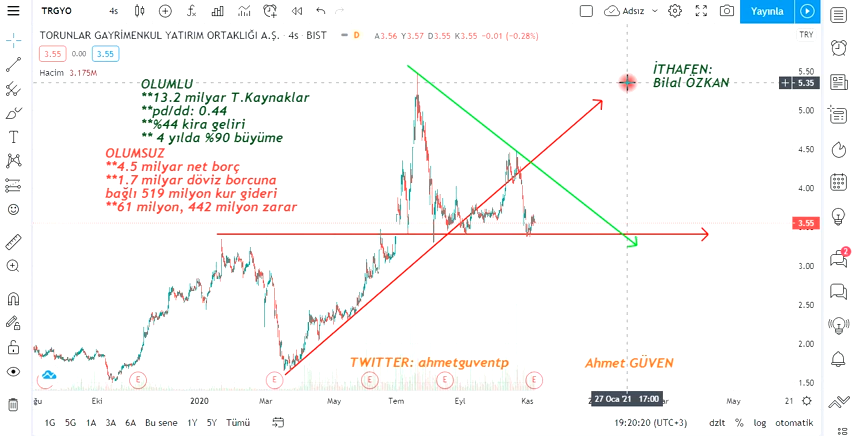 TRGYO 4s Adsız Yayınla
TORUNLAR GAYRİMENKUL YATIRIM ORTAKLIĞI A.Ş. · 4s · BIST D A3.56 Y3.57 D3.55 K3.55 −0.01 (−0.28%) TRY
3.55 0.00 3.55
Hacim 3.175M
OLUMLU
**13.2 milyar T.Kaynaklar
**pd/dd: 0.44
**%44 kira geliri
** 4 yılda %90 büyüme
OLUMSUZ
**4.5 milyar net borç
**1.7 milyar döviz borcuna
bağlı 519 milyon kur gideri
**61 milyon, 442 milyon zarar
İTHAFEN:
Bilal ÖZKAN
5.50
5.35
5.00
4.50
4.00
3.55
3.00
2.50
2.00
1.50
2
TWITTER: ahmetguventp
Ahmet GÜVEN
E E E E E
Eki 2020 Mar May Tem Eyl Kas 27 Oca '21 17:00 May 21
1G 5G 1A 3A 6A Bu sene 1Y 5Y Tümü 19:20:20 (UTC+3) dzlt % log otomatik